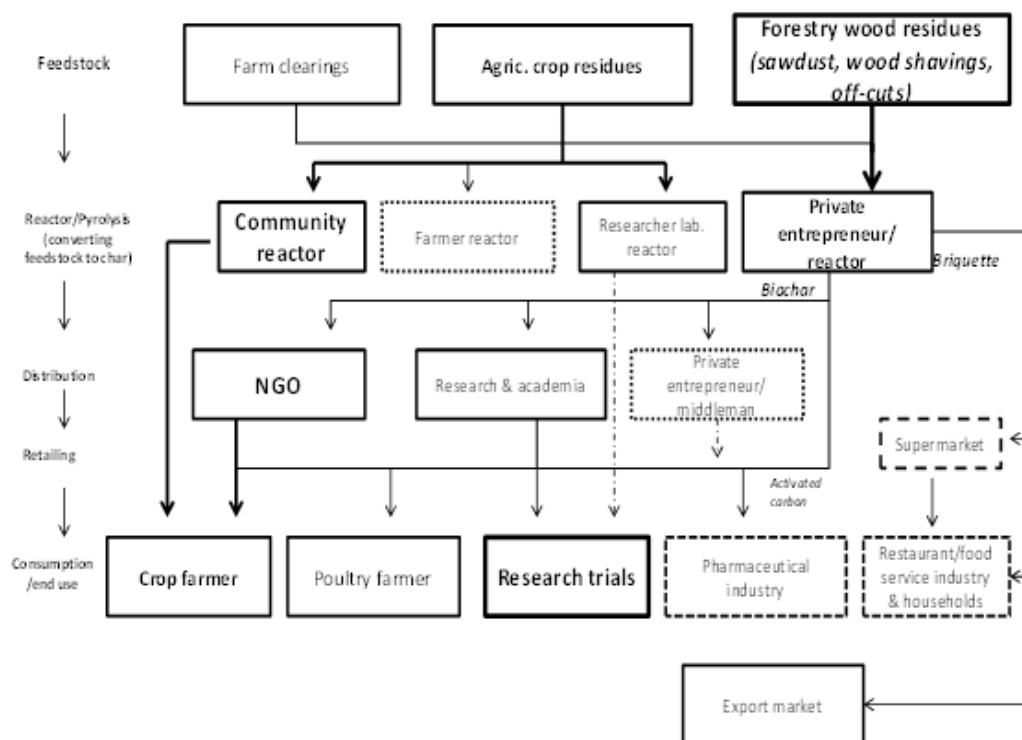 Feedstock
Farm clearings
Agric. crop residues
Forestry wood residues
(sawdust, wood shavings,
off-cuts)
Reactor/Pyrolysis
(converting
feedstock to char)
Community
reactor
Farmer reactor
Researcher lab.
reactor
Private
entrepreneur/
reactor
Briquette
Biochar
Distribution
NGO
Research & academia
Private
entrepreneur/
middleman
Retailing
Supermarket
Activated
carbon
Consumption
/end use
Crop farmer
Poultry farmer
Research trials
Pharmaceutical
industry
Restaurant/food
service industry
& households
Export market